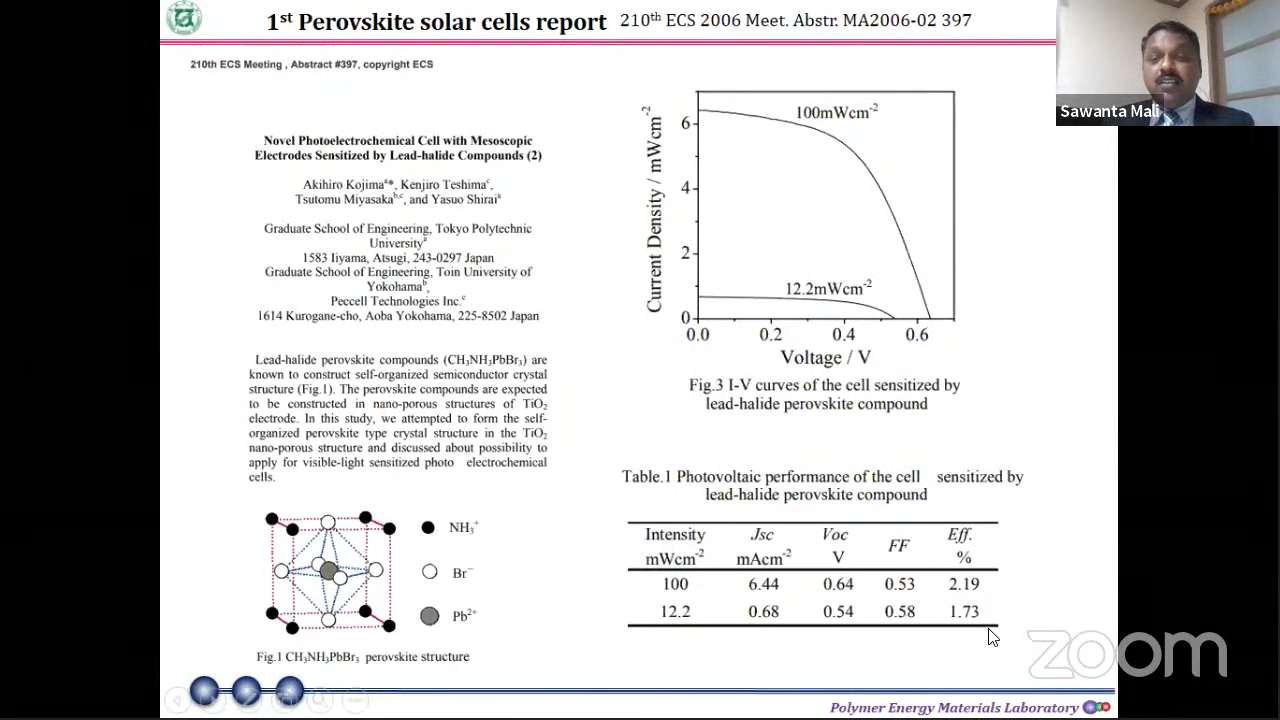 1st Perovskite solar cells report 210th ECS 2006 Meet. Abstr. MA2006-02 397
210th ECS Meeting , Abstract #397, copyright ECS
Novel Photoelectrochemical Cell with Mesoscopic
Electrodes Sensitized by Lead-halide Compounds (2)
Akihiro Kojimaa*, Kenjiro Teshimac,
Tsutomu Miyasakab,c, and Yasuo Shiraia
Graduate School of Engineering, Tokyo Polytechnic
Universitya
1583 Iiyama, Atsugi, 243-0297 Japan
Graduate School of Engineering, Toin University of
Yokohamab,
Peccell Technologies Inc.c
1614 Kurogane-cho, Aoba Yokohama, 225-8502 Japan
Lead-halide perovskite compounds (CH3NH3PbBr3) are
known to construct self-organized semiconductor crystal
structure (Fig.1). The perovskite compounds are expected
to be constructed in nano-porous structures of TiO2
electrode. In this study, we attempted to form the self-
organized perovskite type crystal structure in the TiO2
nano-porous structure and discussed about possibility to
apply for visible-light sensitized photo electrochemical
cells.
NH3+
Br-
Pb2+
Fig.1 CH3NH3PbBr3 perovskite structure
Current Density / mWcm-2
6
4
2
0
100mWcm-2
12.2mWcm-2
0.0 0.2 0.4 0.6
Voltage / V
Fig.3 I-V curves of the cell sensitized by
lead-halide perovskite compound
Table.1 Photovoltaic performance of the cell sensitized by
lead-halide perovskite compound
Intensity Jsc Voc FF Eff.
mWcm-2 mAcm-2 V %
100 6.44 0.64 0.53 2.19
12.2 0.68 0.54 0.58 1.73
Sawanta Mali
zoom
Polymer Energy Materials Laboratory